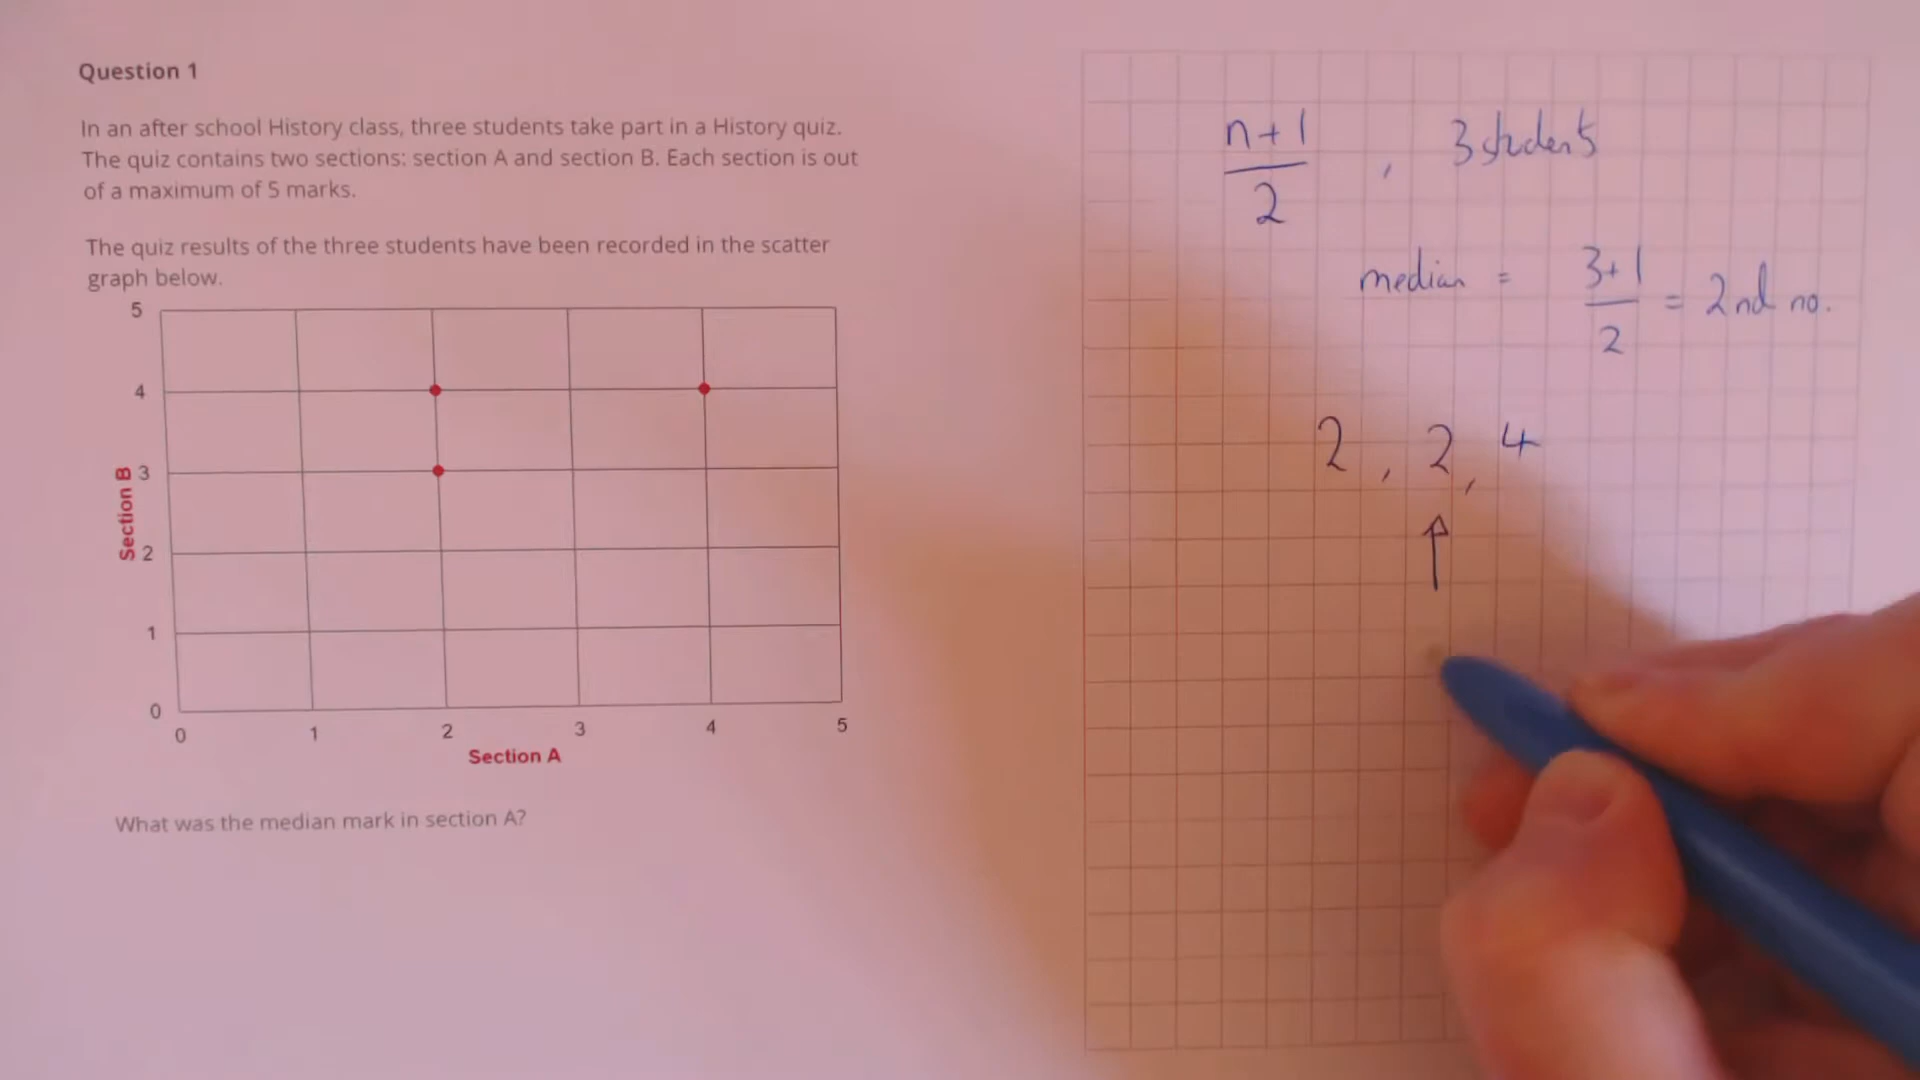 Question 1
In an after school History class, three students take part in a History quiz.
The quiz contains two sections: section A and section B. Each section is out
of a maximum of 5 marks.
The quiz results of the three students have been recorded in the scatter
graph below.
5
4
3
2
1
0
Section B
0 1 2 3 4 5
Section A
What was the median mark in section A?
n+1
2
, 3 students
median = 3+1
2
= 2nd no.
2, 2, 4